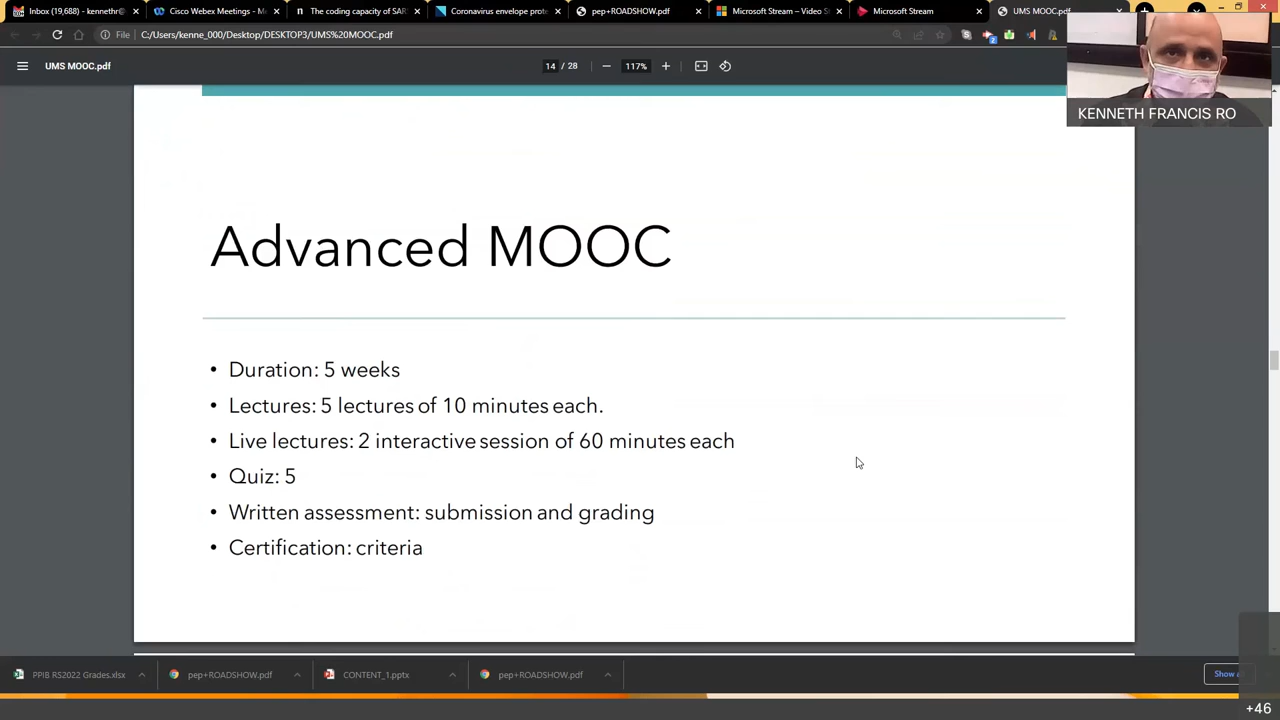 Inbox (19,688) - kennethr@
Cisco Webex Meetings - M
The coding capacity of SAR
Coronavirus envelope prote
pep+ROADSHOW.pdf
Microsoft Stream – Video S
Microsoft Stream
UMS MOOC.pdf
File
C:/Users/kenne_000/Desktop/DESKTOP3/UMS%20MOOC.pdf
UMS MOOC.pdf
14 / 28
117%
KENNETH FRANCIS RO
Advanced MOOC
• Duration: 5 weeks
• Lectures: 5 lectures of 10 minutes each.
• Live lectures: 2 interactive session of 60 minutes each
• Quiz: 5
• Written assessment: submission and grading
• Certification: criteria
PPIB RS2022 Grades.xlsx
pep+ROADSHOW.pdf
CONTENT_1.pptx
pep+ROADSHOW.pdf
Show
+46